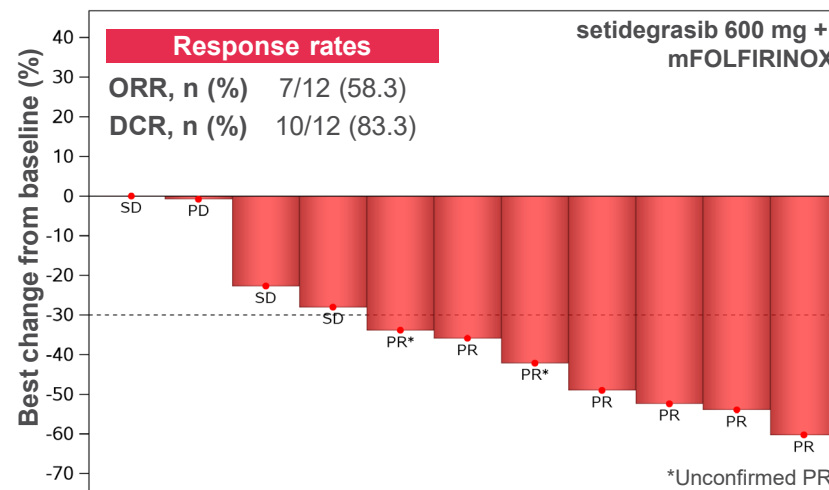 setidegrasib 600 mg +
mFOLFIRINOX
Response rates
ORR, n (%) 7/12 (58.3)
DCR, n (%) 10/12 (83.3)
Best change from baseline (%)
40
30
20
10
0
-10
-20
-30
-40
-50
-60
-70
SD
PD
SD
SD
PR*
PR
PR*
PR
PR
PR
PR
*Unconfirmed PR